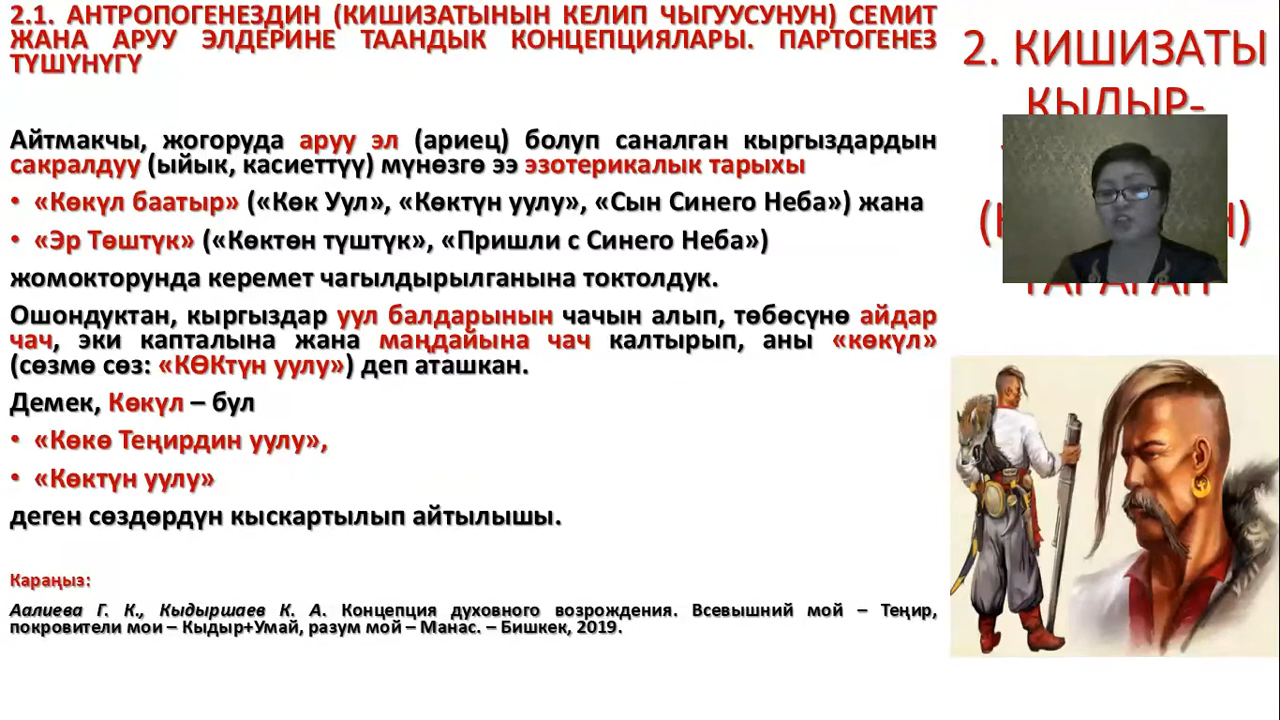 2.1. АНТРОПОГЕНЕЗДИН (КИШИЗАТЫНЫН КЕЛИП ЧЫГУУСУНУН) СЕМИТ
ЖАНА АРУУ ЭЛДЕРИНЕ ТААНДЫК КОНЦЕПЦИЯЛАРЫ. ПАРТОГЕНЕЗ
ТҮШҮНҮГҮ
Айтмакчы, жогоруда аруу эл (ариец) болуп саналган кыргыздардын
сакралдуу (ыйык, касиеттүү) мүнөзгө ээ эзотерикалык тарыхы
• «Көкүл баатыр» («Көк Уул», «Көктүн уулу», «Сын Синего Неба») жана
• «Эр Төштүк» («Көктөн түштүк», «Пришли с Синего Неба»)
жомокторунда керемет чагылдырылганына токтолдук.
Ошондуктан, кыргыздар уул балдарынын чачын алып, төбөсүнө айдар
чач, эки капталына жана маңдайына чач калтырып, аны «көкүл»
(сөзмө сөз: «КӨКтүн уулу») деп аташкан.
Демек, Көкүл – бул
• «Көкө Теңирдин уулу»,
• «Көктүн уулу»
деген сөздөрдүн кыскартылып айтылышы.
Караңыз:
Аалиева Г. К., Кыдыршаев К. А. Концепция духовного возрождения. Всевышний мой – Теңир,
покровители мои – Кыдыр+Умай, разум мой – Манас. – Бишкек, 2019.
2. КИШИЗАТЫ
КЫДЫР-